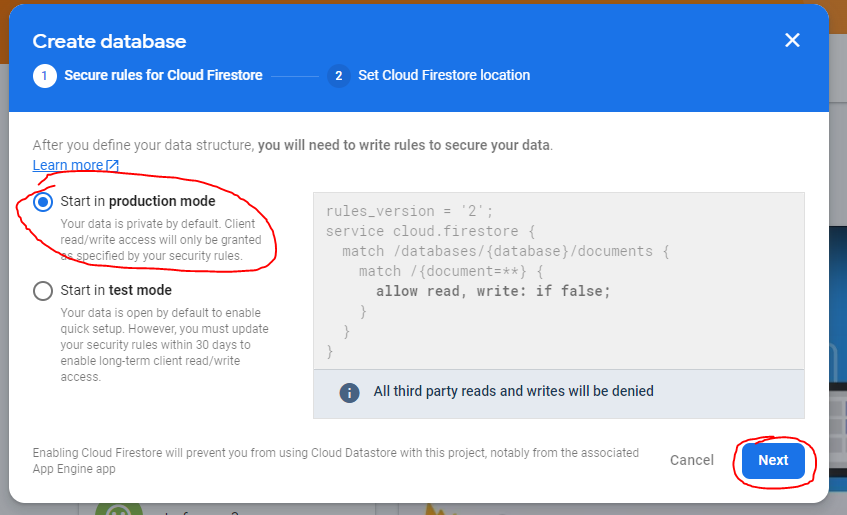 Create database
1 Secure rules for Cloud Firestore 2 Set Cloud Firestore location
After you define your data structure, you will need to write rules to secure your data.
Learn more
Start in production mode
Your data is private by default. Client
read/write access will only be granted
as specified by your security rules.
Start in test mode
Your data is open by default to enable
quick setup. However, you must update
your security rules within 30 days to
enable long-term client read/write
access.
rules_version = '2';
service cloud.firestore {
match /databases/{database}/documents {
match /{document=**} {
allow read, write: if false;
}
}
}
All third party reads and writes will be denied
Enabling Cloud Firestore will prevent you from using Cloud Datastore with this project, notably from the associated
App Engine app
Cancel
Next